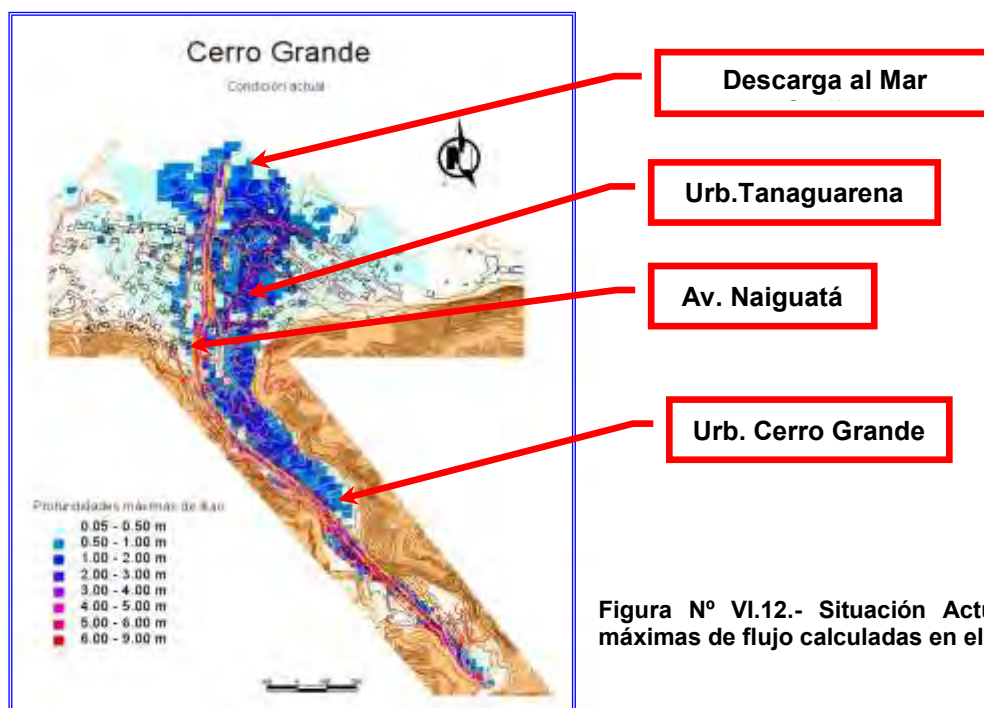 Cerro Grande
Condición actual
Descarga al Mar
Urb.Tanaguarena
Av. Naiguatá
Urb. Cerro Grande
Profundidades máximas de flujo
0.05 - 0.50 m
0.50 - 1.00 m
1.00 - 2.00 m
2.00 - 3.00 m
3.00 - 4.00 m
4.00 - 5.00 m
5.00 - 6.00 m
6.00 - 9.00 m
Figura Nº VI.12.- Situación Actu
máximas de flujo calculadas en el